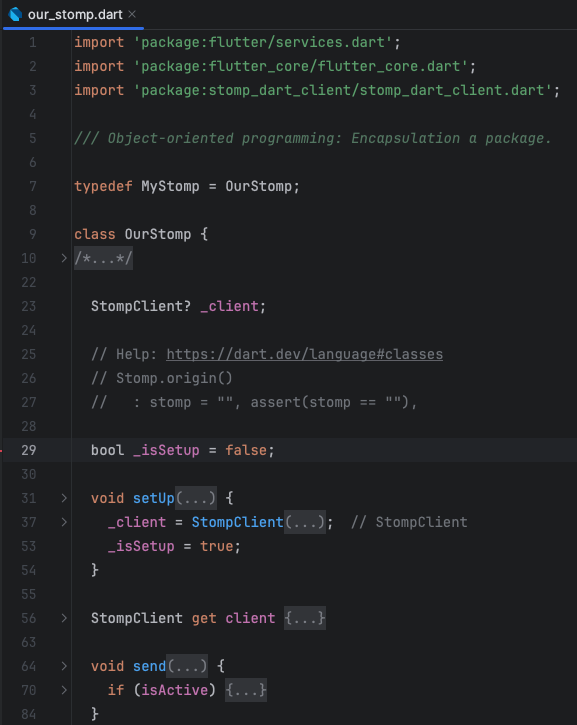 our_stomp.dart
1 import 'package:flutter/services.dart';
2 import 'package:flutter_core/flutter_core.dart';
3 import 'package:stomp_dart_client/stomp_dart_client.dart';
4
5 /// Object-oriented programming: Encapsulation a package.
6
7 typedef MyStomp = OurStomp;
8
9 class OurStomp {
10 /*...*/
22
23 StompClient? _client;
24
25 // Help: https://dart.dev/language#classes
26 // Stomp.origin()
27 //   : stomp = "", assert(stomp == ""),
28
29 bool _isSetup = false;
30
31 void setUp(...) {
37 _client = StompClient(...);  // StompClient
53 _isSetup = true;
54 }
55
56 StompClient get client {...}
63
64 void send(...) {
70 if (isActive) {...}
84 }